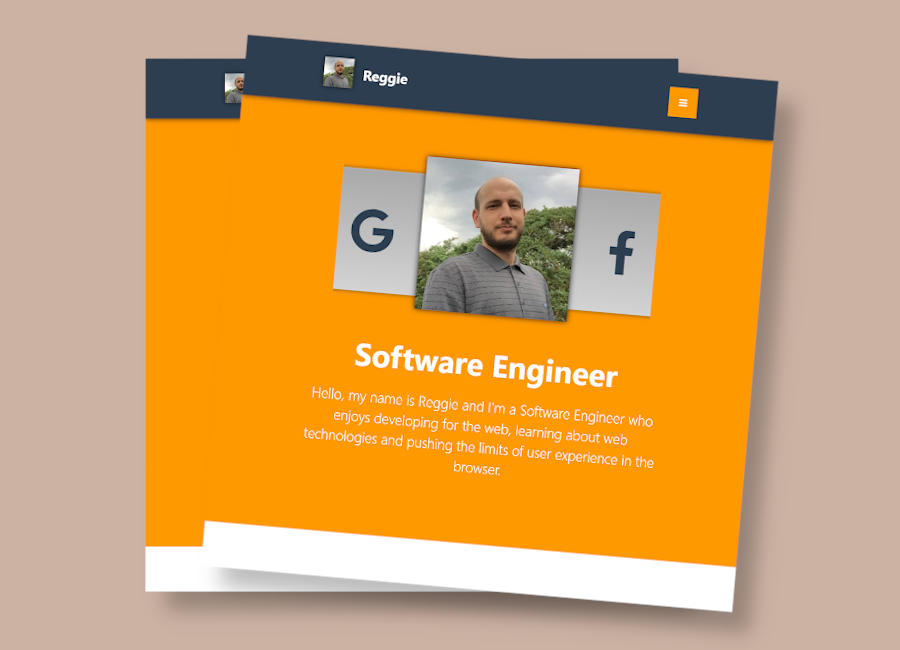 Reggie
G
f
Software Engineer
Hello, my name is Reggie and I'm a Software Engineer who
enjoys developing for the web, learning about web
technologies and pushing the limits of user experience in the
browser.